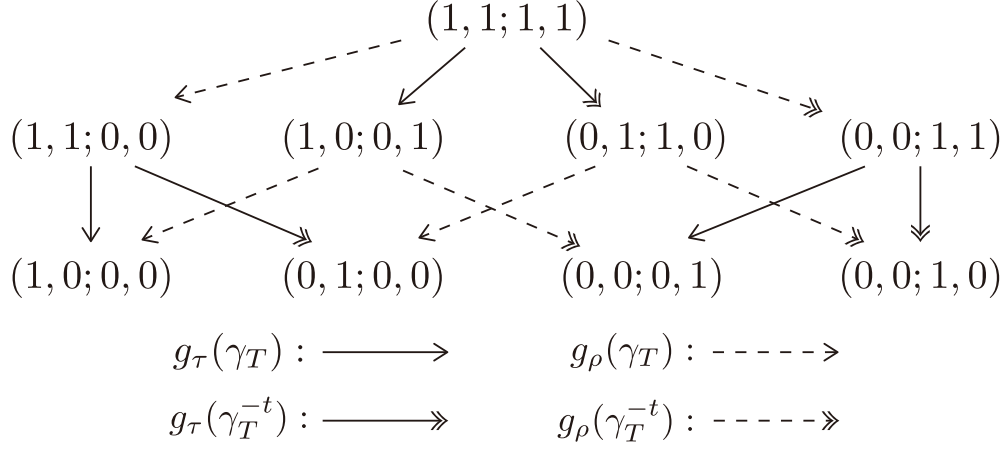 (1, 1; 1, 1)
(1, 1; 0, 0) (1, 0; 0, 1) (0, 1; 1, 0) (0, 0; 1, 1)
(1, 0; 0, 0) (0, 1; 0, 0) (0, 0; 0, 1) (0, 0; 1, 0)
g_τ(γ_T) : g_ρ(γ_T) :
g_τ(γ_T^{-t}) : g_ρ(γ_T^{-t}) :